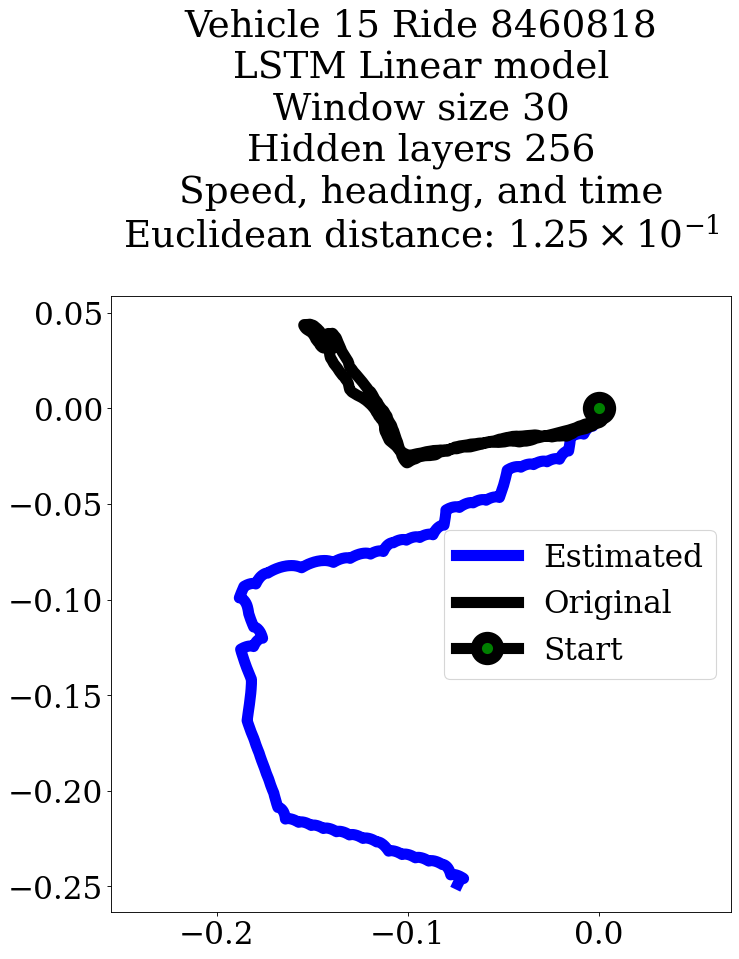 Vehicle 15 Ride 8460818
LSTM Linear model
Window size 30
Hidden layers 256
Speed, heading, and time
Euclidean distance: 1.25 × 10⁻¹
0.05
0.00
−0.05
−0.10
−0.15
−0.20
−0.25
Estimated
Original
Start
−0.2
−0.1
0.0